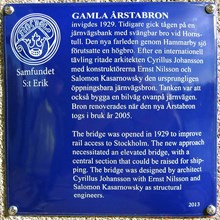 GAMLA ÅRSTABRON
invigdes 1929. Tidigare gick tågen på en
järnvägsbank med svängbar bro vid Horns-
tull. Den nya farleden genom Hammarby sjö
förutsatte en högbro. Efter en internationell
tävling ritade arkitekten Cyrillus Johansson
med konstruktörerna Ernst Nilsson och
Salomon Kasarnowsky den ursprungligen
öppningsbara järnvägsbron. Tanken var att
också bygga en bilväg ovanpå järnvägen.
Bron renoverades när den nya Årstabron
togs i bruk år 2005.
Samfundet
S:t Erik
The bridge was opened in 1929 to improve
rail access to Stockholm. The new approach
necessitated an elevated bridge, with a
central section that could be raised for ship-
ping. The bridge was designed by architect
Cyrillus Johansson with Ernst Nilsson and
Salomon Kasarnowsky as structural
engineers.
2013